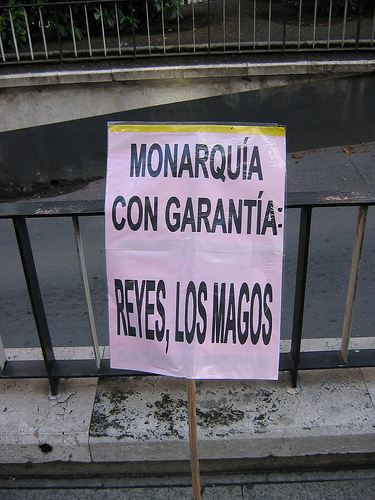 MONARQUÍA
CON GARANTÍA:
REYES, LOS MAGOS